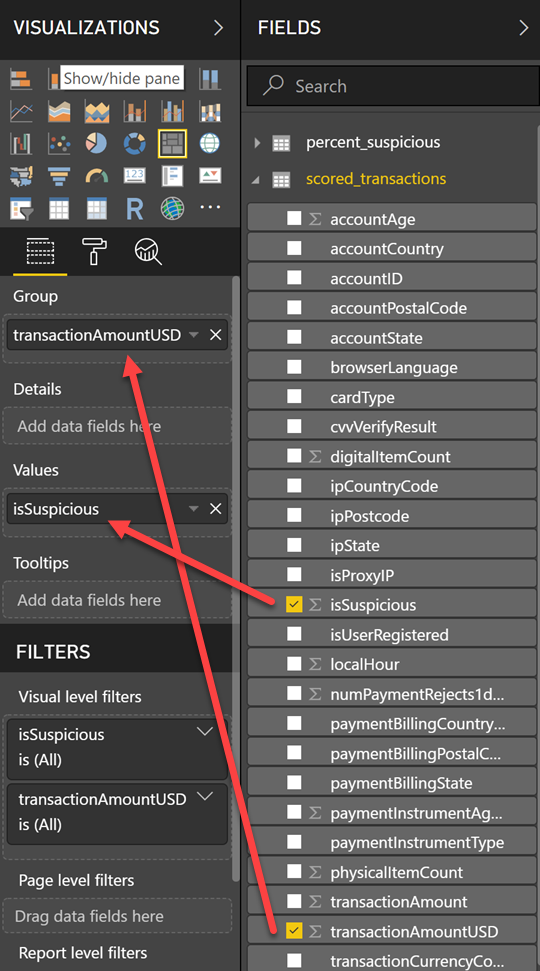 VISUALIZATIONS
Show/hide pane
123
R
Group
transactionAmountUSD
Details
Add data fields here
Values
isSuspicious
Tooltips
Add data fields here
FILTERS
Visual level filters
isSuspicious
is (All)
transactionAmountUSD
is (All)
Page level filters
Drag data fields here
Report level filters
FIELDS
Search
percent_suspicious
scored_transactions
Σ accountAge
accountCountry
accountID
accountPostalCode
accountState
browserLanguage
cardType
cvvVerifyResult
Σ digitalItemCount
ipCountryCode
ipPostcode
ipState
isProxyIP
Σ isSuspicious
isUserRegistered
Σ localHour
Σ numPaymentRejects1d...
paymentBillingCountry...
paymentBillingPostalC...
paymentBillingState
Σ paymentInstrumentAg...
paymentInstrumentType
Σ physicalItemCount
Σ transactionAmount
Σ transactionAmountUSD
transactionCurrencyCo...